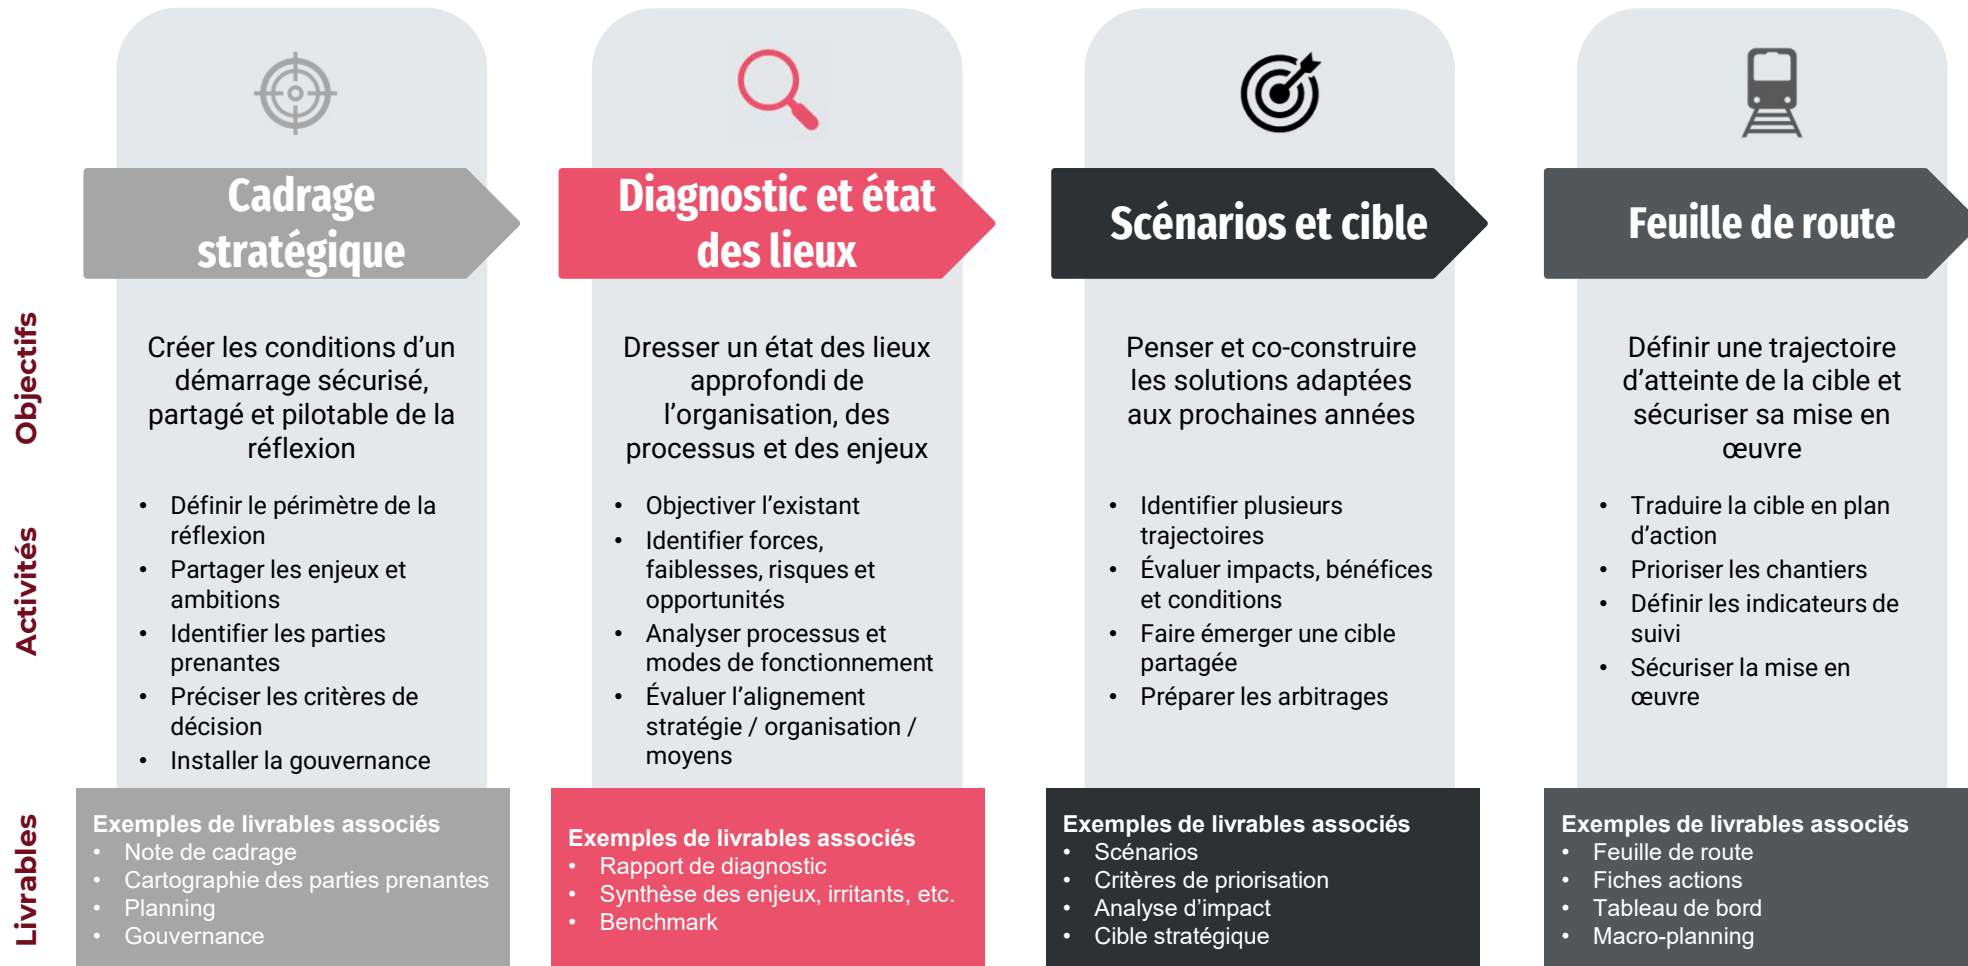 Cadrage
stratégique
Diagnostic et état
des lieux
Scénarios et cible
Feuille de route
Objectifs
Créer les conditions d’un
démarrage sécurisé,
partagé et pilotable de la
réflexion
Dresser un état des lieux
approfondi de
l’organisation, des
processus et des enjeux
Penser et co-construire
les solutions adaptées
aux prochaines années
Définir une trajectoire
d’atteinte de la cible et
sécuriser sa mise en
œuvre
Activités
• Définir le périmètre de la
réflexion
• Partager les enjeux et
ambitions
• Identifier les parties
prenantes
• Préciser les critères de
décision
• Installer la gouvernance
• Objectiver l’existant
• Identifier forces,
faiblesses, risques et
opportunités
• Analyser processus et
modes de fonctionnement
• Évaluer l’alignement
stratégie / organisation /
moyens
• Identifier plusieurs
trajectoires
• Évaluer impacts, bénéfices
et conditions
• Faire émerger une cible
partagée
• Préparer les arbitrages
• Traduire la cible en plan
d’action
• Prioriser les chantiers
• Définir les indicateurs de
suivi
• Sécuriser la mise en
œuvre
Livrables
Exemples de livrables associés
• Note de cadrage
• Cartographie des parties prenantes
• Planning
• Gouvernance
Exemples de livrables associés
• Rapport de diagnostic
• Synthèse des enjeux, irritants, etc.
• Benchmark
Exemples de livrables associés
• Scénarios
• Critères de priorisation
• Analyse d’impact
• Cible stratégique
Exemples de livrables associés
• Feuille de route
• Fiches actions
• Tableau de bord
• Macro-planning